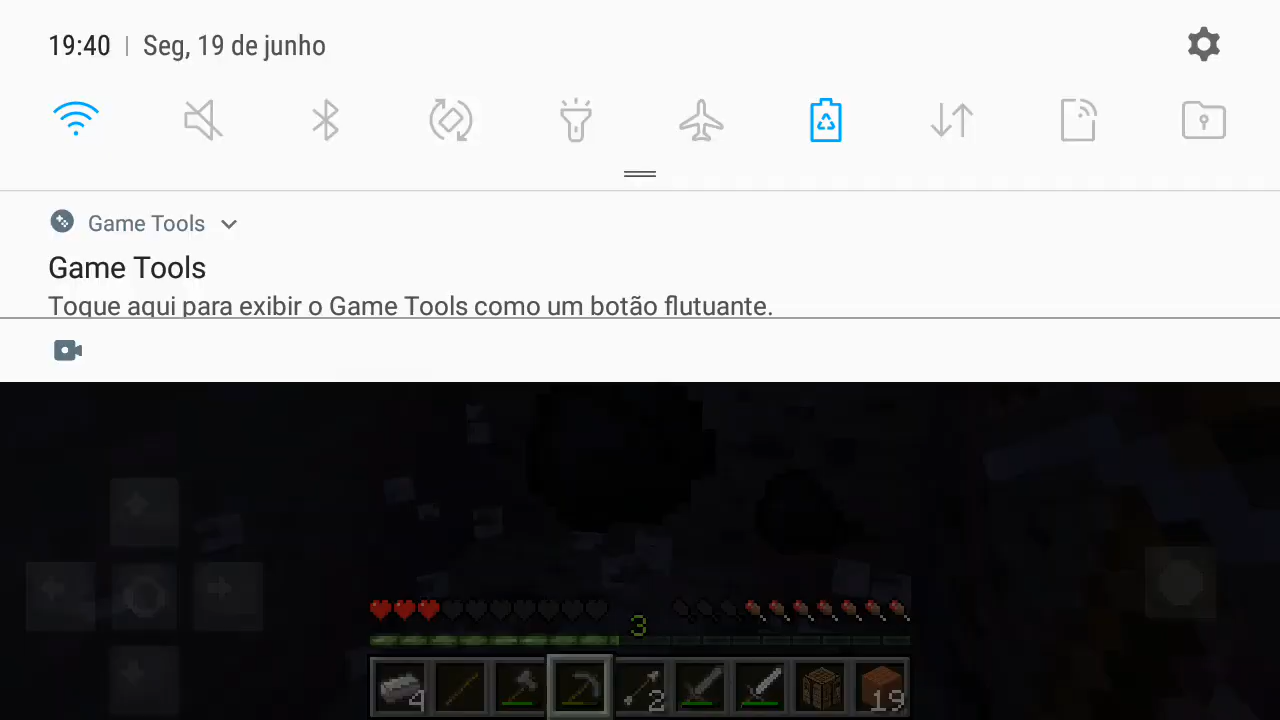 19:40 | Seg, 19 de junho
Game Tools
Game Tools
Toque aqui para exibir o Game Tools como um botão flutuante.
3
4
2
19